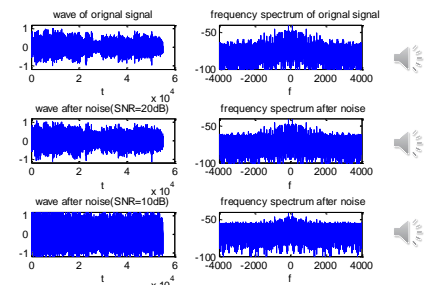 wave of orignal signal
frequency spectrum of orignal signal
1
0
-1
0 2 4 6
x 10^4
t
-50
-100
-4000 -2000 0 2000 4000
f
wave after noise(SNR=20dB)
frequency spectrum after noise
1
0
-1
0 2 4 6
x 10^4
t
-50
-100
-4000 -2000 0 2000 4000
f
wave after noise(SNR=10dB)
frequency spectrum after noise
1
0
-1
0 2 4 6
x 10^4
t
-50
-100
-4000 -2000 0 2000 4000
f